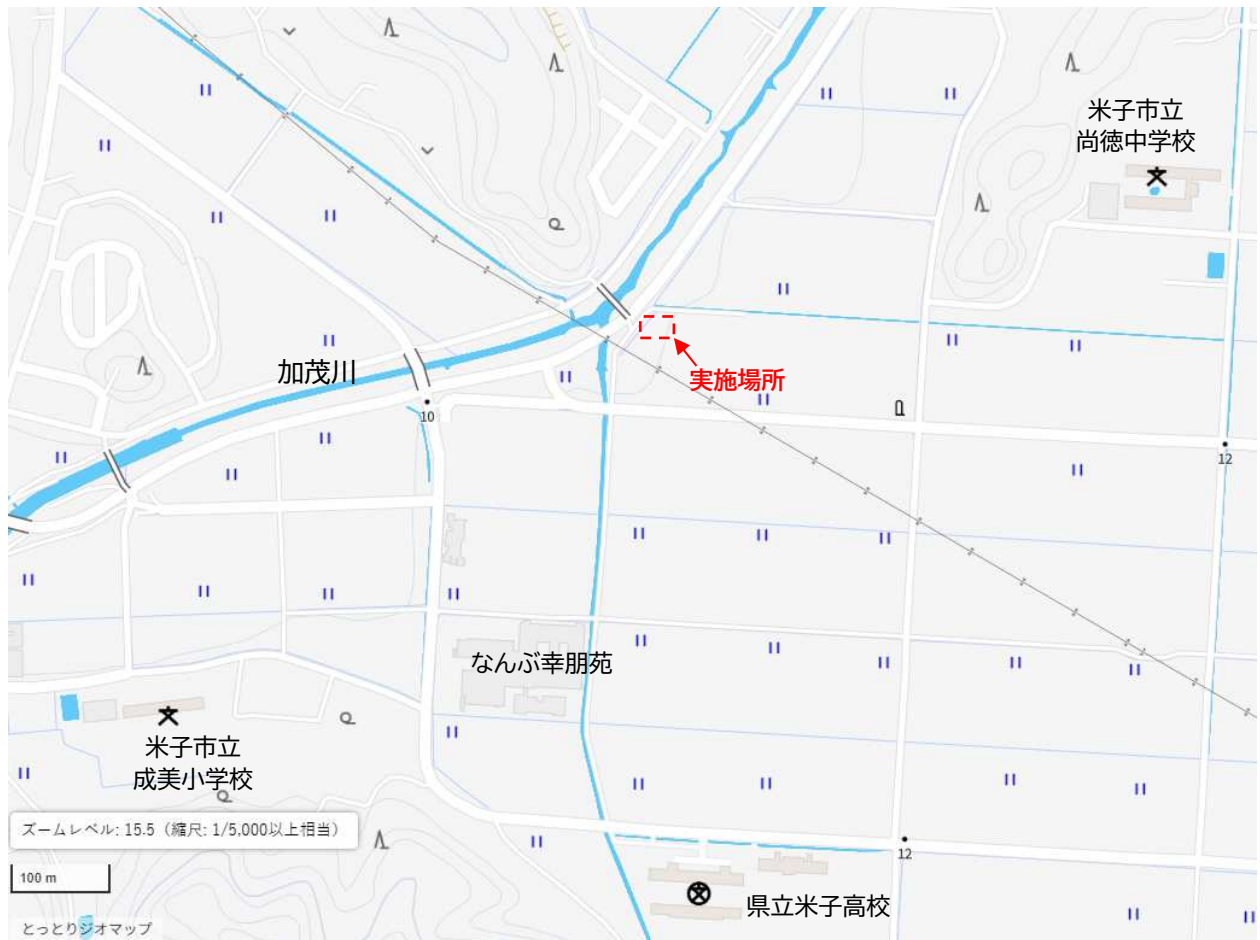 米子市立
尚徳中学校
実施場所
加茂川
10
12
なんぶ幸朋苑
米子市立
成美小学校
ズームレベル: 15.5（縮尺: 1/5,000以上相当）
12
100 m
県立米子高校
とっとりジオマップ